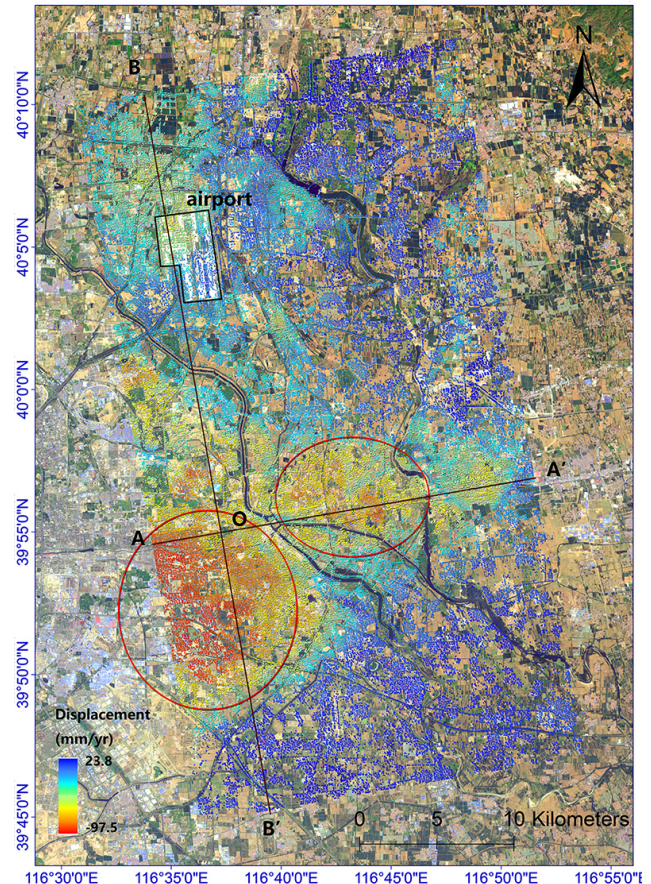 N
B
airport
A'
O
A
Displacement
(mm/yr)
23.8
-97.5
B'
0 5 10 Kilometers
40°10'0"N
40°5'0"N
40°0'0"N
39°55'0"N
39°50'0"N
39°45'0"N
116°30'0"E 116°35'0"E 116°40'0"E 116°45'0"E 116°50'0"E 116°55'0"E